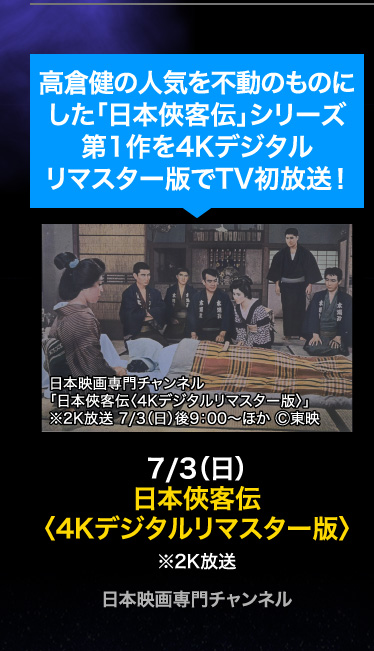 高倉健の人気を不動のものに
した「日本俠客伝」シリーズ
第1作を4Kデジタル
リマスター版でTV初放送！
日本映画専門チャンネル
「日本俠客伝〈4Kデジタルリマスター版〉」
※2K放送 7/3(日)後9:00〜ほか ©東映
7/3(日)
日本俠客伝
〈4Kデジタルリマスター版〉
※2K放送
日本映画専門チャンネル